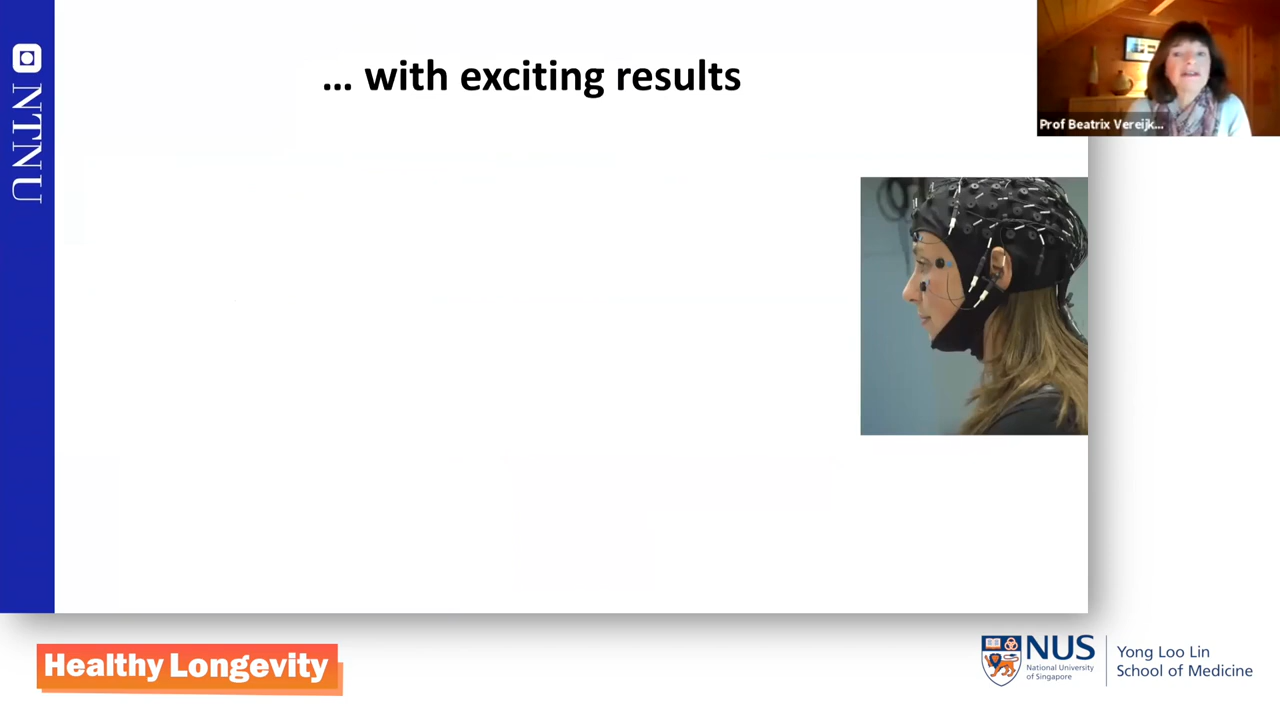 NTNU
... with exciting results
Prof Beatrix Vereijk...
Healthy Longevity
NUS
National University
of Singapore
Yong Loo Lin
School of Medicine